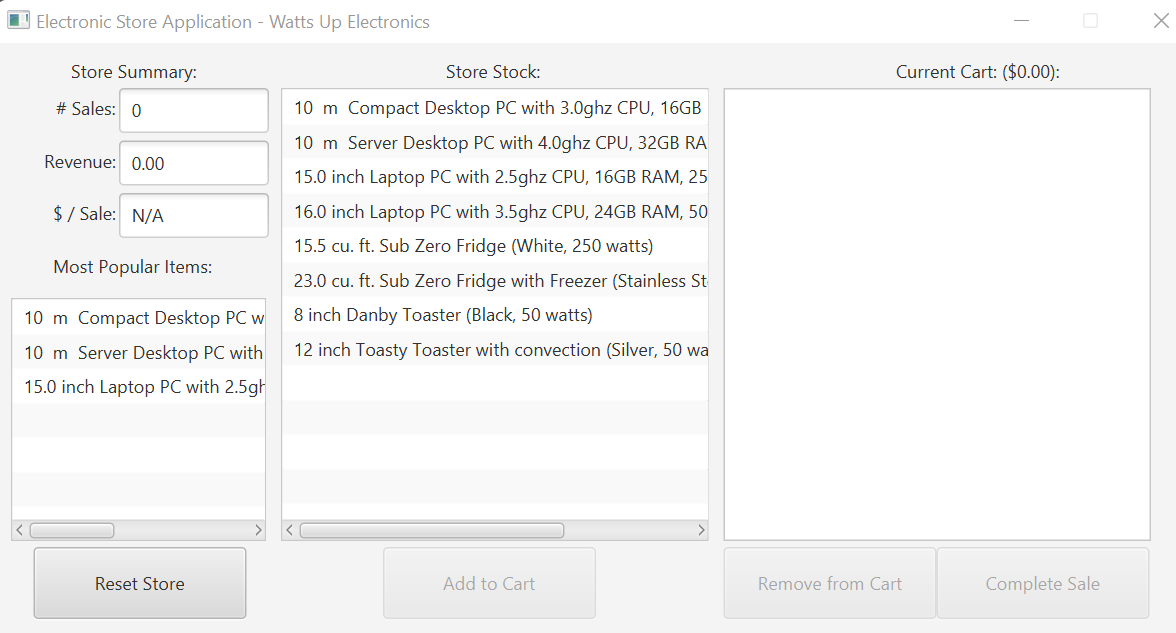 Electronic Store Application - Watts Up Electronics
Store Summary:
# Sales: 0
Revenue: 0.00
$ / Sale: N/A
Most Popular Items:
10 m Compact Desktop PC w
10 m Server Desktop PC with
15.0 inch Laptop PC with 2.5gh
Reset Store
Store Stock:
10 m Compact Desktop PC with 3.0ghz CPU, 16GB
10 m Server Desktop PC with 4.0ghz CPU, 32GB RA
15.0 inch Laptop PC with 2.5ghz CPU, 16GB RAM, 25
16.0 inch Laptop PC with 3.5ghz CPU, 24GB RAM, 50
15.5 cu. ft. Sub Zero Fridge (White, 250 watts)
23.0 cu. ft. Sub Zero Fridge with Freezer (Stainless St
8 inch Danby Toaster (Black, 50 watts)
12 inch Toasty Toaster with convection (Silver, 50 wa
Add to Cart
Current Cart: ($0.00):
Remove from Cart
Complete Sale